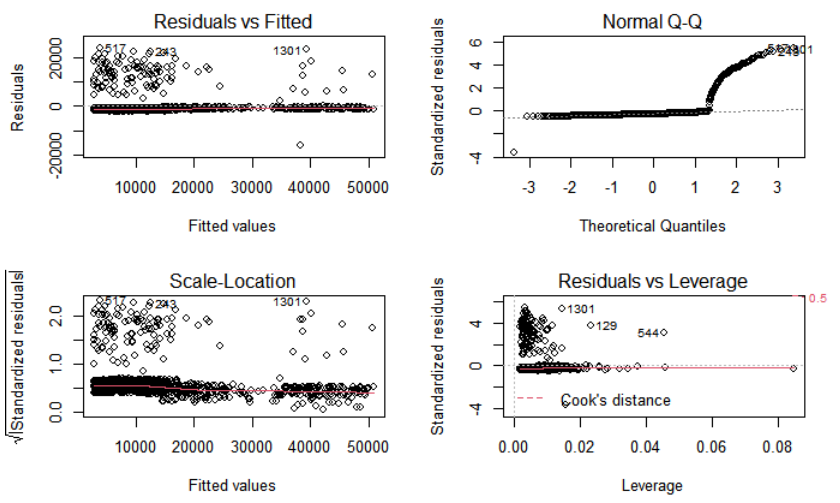 Residuals vs Fitted
Residuals
20000
0
-20000
517
243
1301
10000 20000 30000 40000 50000
Fitted values
Normal Q-Q
Standardized residuals
6
4
2
0
-4
-3 -2 -1 0 1 2 3
Theoretical Quantiles
Scale-Location
√|Standardized residuals|
2.0
1.0
0.0
517
243
1301
10000 20000 30000 40000 50000
Fitted values
Residuals vs Leverage
Standardized residuals
4
2
0
-4
1301
129
544
0.5
Cook's distance
0.00 0.02 0.04 0.06 0.08
Leverage